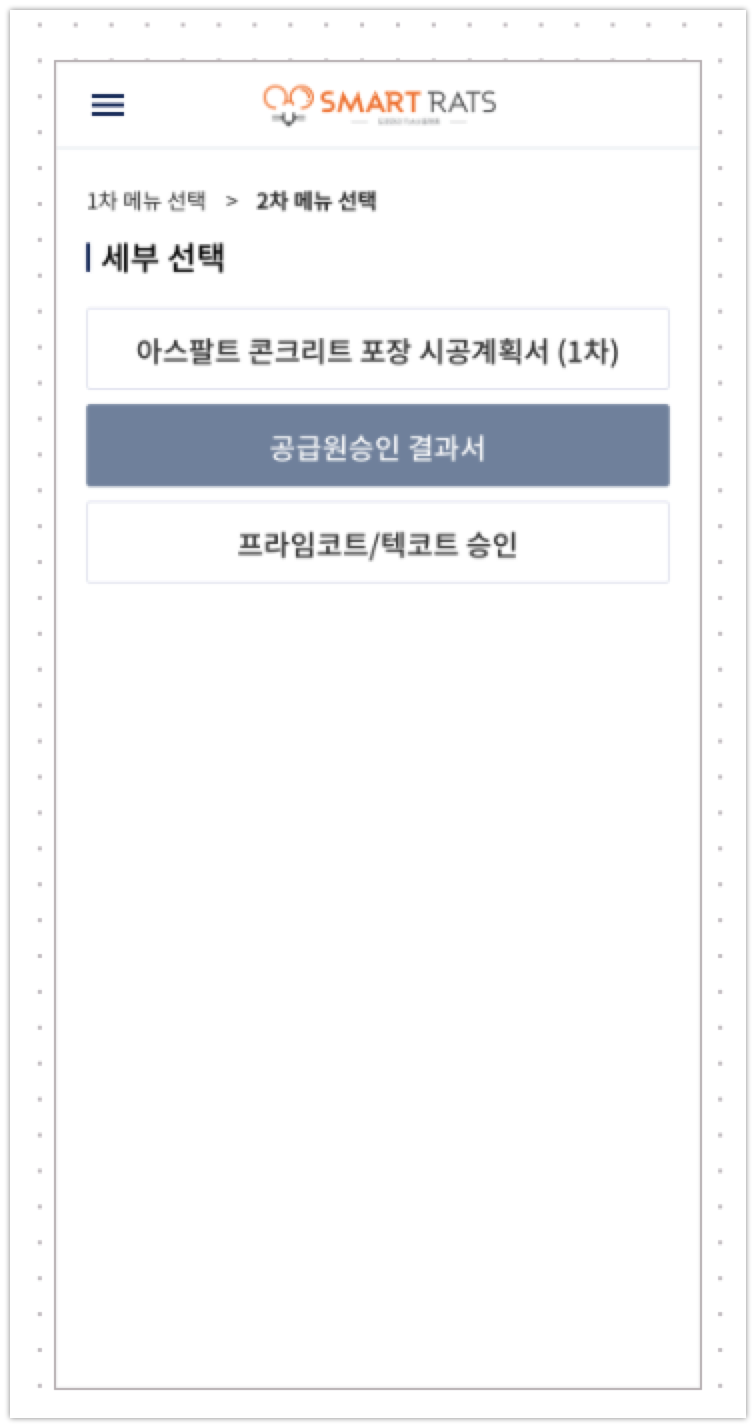 SMART RATS
1차 메뉴 선택 > 2차 메뉴 선택
세부 선택
아스팔트 콘크리트 포장 시공계획서 (1차)
공급원승인 결과서
프라임코트/텍코트 승인